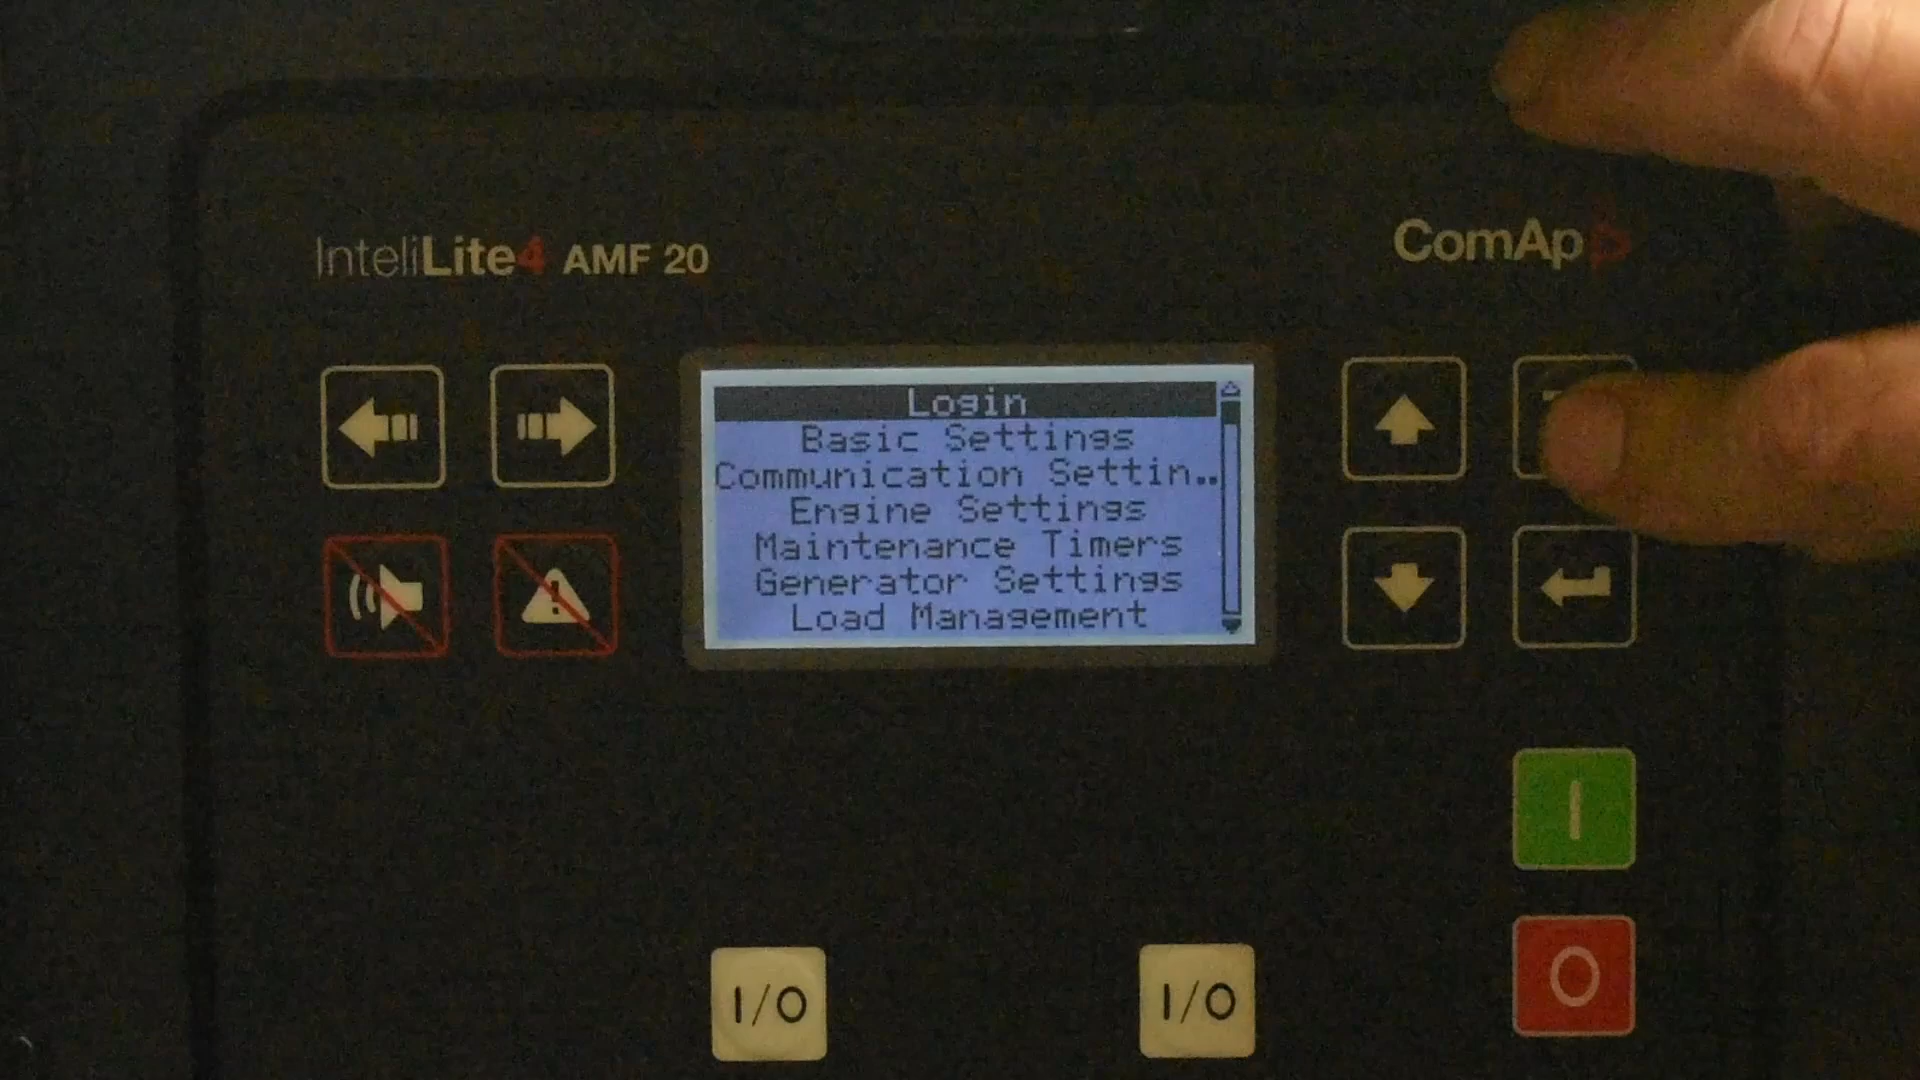 InteliLite4 AMF 20
ComAp
Login
Basic Settings
Communication Settin..
Engine Settings
Maintenance Timers
Generator Settings
Load Management
I
O
I/O
I/O